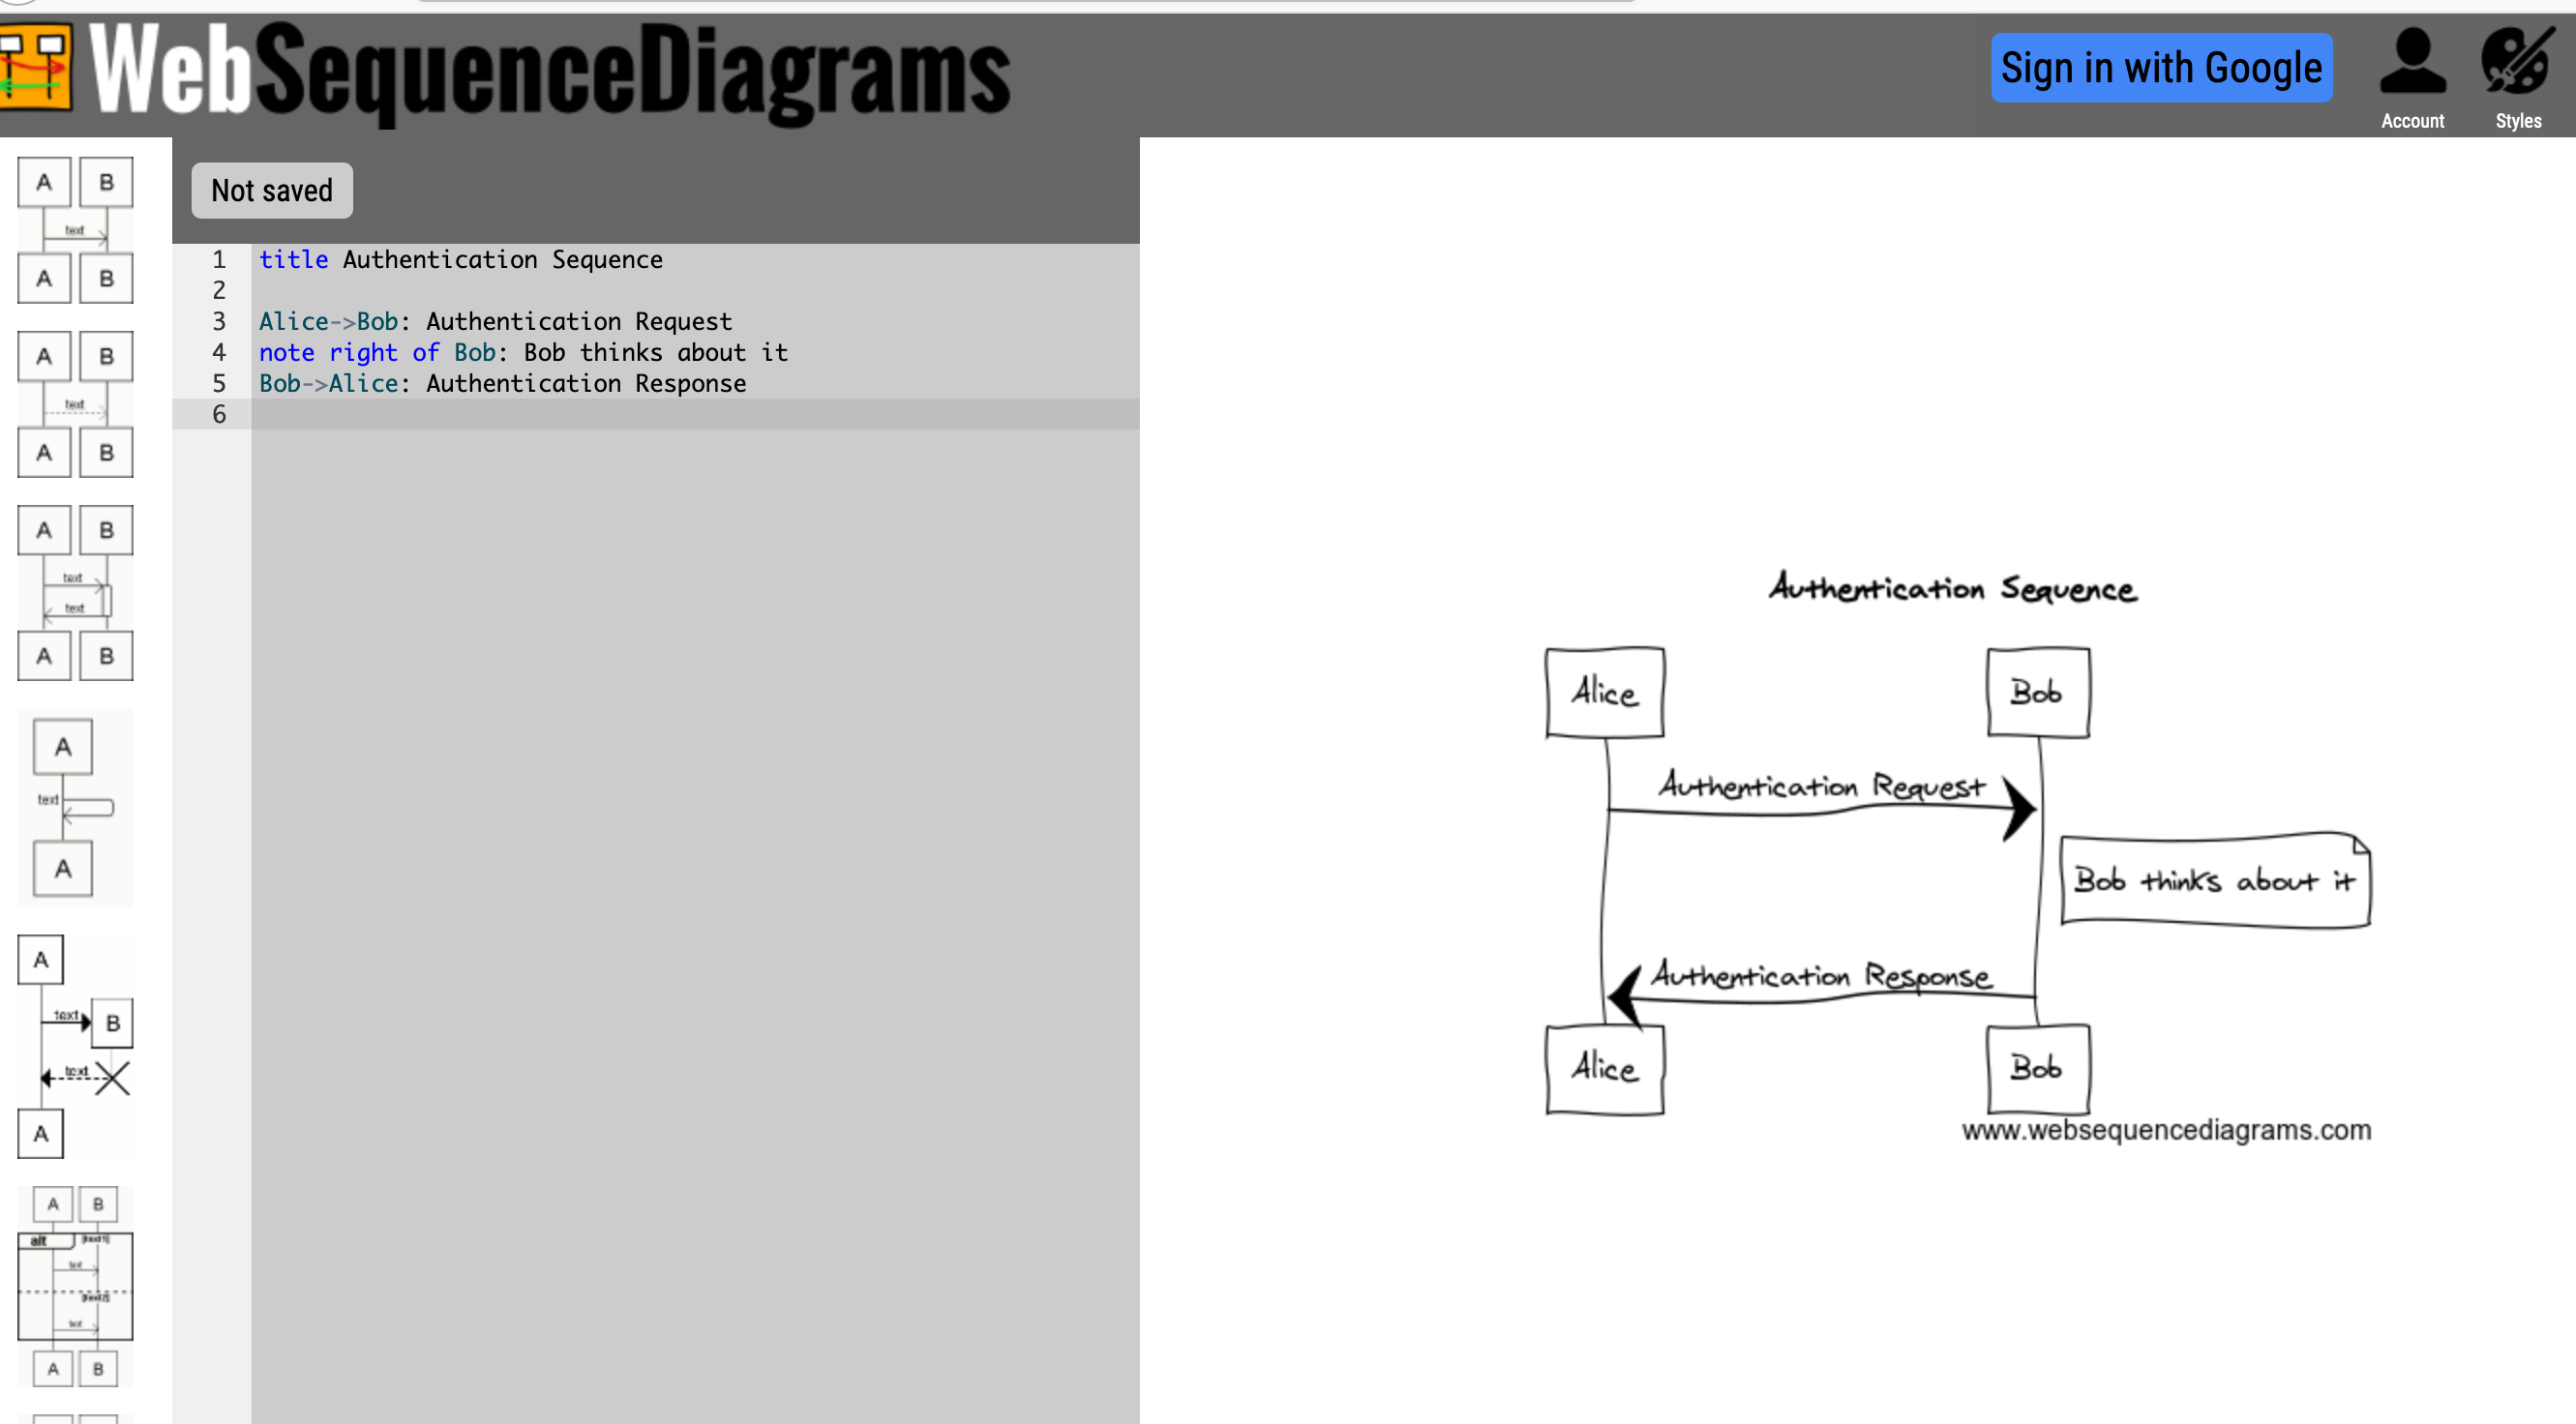 WebSequenceDiagrams
Sign in with Google
Account
Styles
Not saved
A B
text
A B
A B
text
A B
A B
text
text
A B
A
text
A
A
text B
text
A
A B
alt [text1]
text
[text2]
text
A B
1 title Authentication Sequence
2
3 Alice->Bob: Authentication Request
4 note right of Bob: Bob thinks about it
5 Bob->Alice: Authentication Response
6
Authentication Sequence
Alice Bob
Authentication Request
Bob thinks about it
Authentication Response
Alice Bob
www.websequencediagrams.com